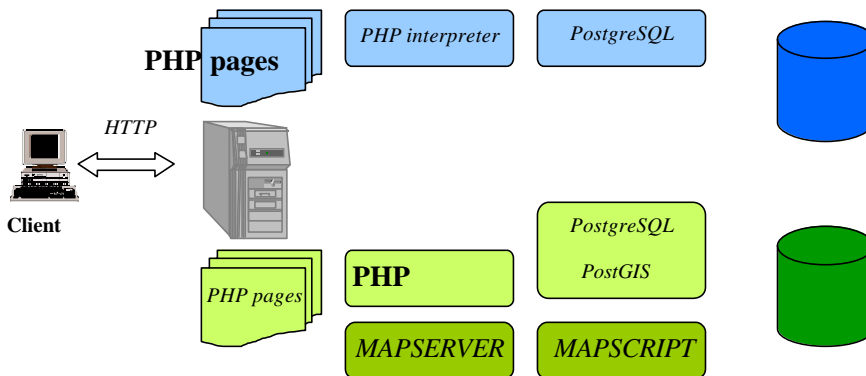 PHP pages
PHP interpreter
PostgreSQL
HTTP
Client
PostgreSQL
PostGIS
PHP pages
PHP
MAPSERVER
MAPSCRIPT